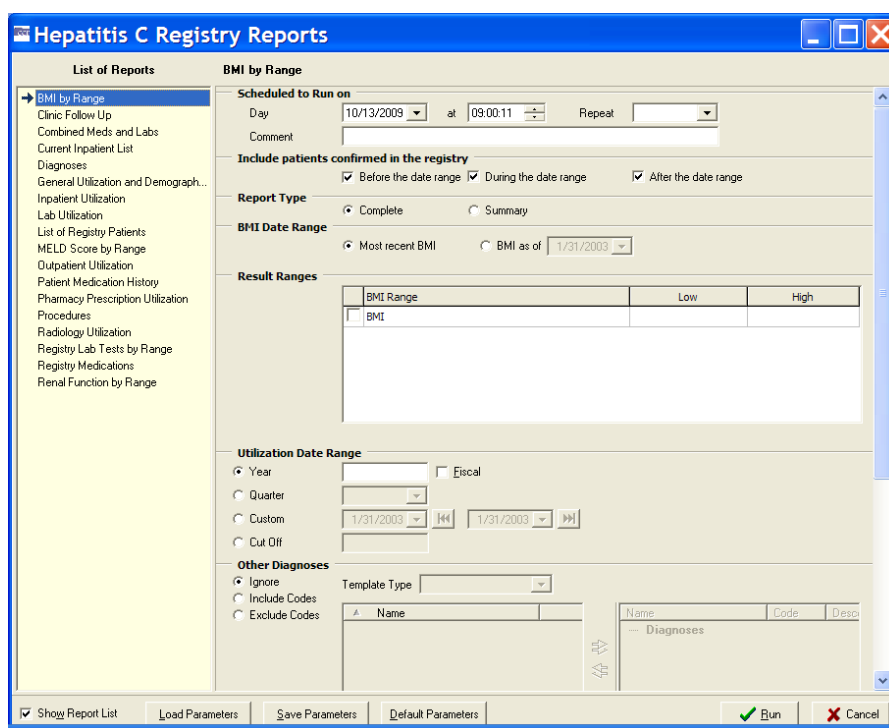 Hepatitis C Registry Reports
List of Reports
BMI by Range
Clinic Follow Up
Combined Meds and Labs
Current Inpatient List
Diagnoses
General Utilization and Demograph...
Inpatient Utilization
Lab Utilization
List of Registry Patients
MELD Score by Range
Outpatient Utilization
Patient Medication History
Pharmacy Prescription Utilization
Procedures
Radiology Utilization
Registry Lab Tests by Range
Registry Medications
Renal Function by Range
BMI by Range
Scheduled to Run on
Day 10/13/2009 at 09:00:11 Repeat
Comment
Include patients confirmed in the registry
Before the date range During the date range After the date range
Report Type
Complete Summary
BMI Date Range
Most recent BMI BMI as of 1/31/2003
Result Ranges
BMI Range Low High
BMI
Utilization Date Range
Year Fiscal
Quarter
Custom 1/31/2003 1/31/2003
Cut Off
Other Diagnoses
Ignore Template Type
Include Codes
Exclude Codes
Name Name Code Desc
Diagnoses
Show Report List Load Parameters Save Parameters Default Parameters Run Cancel